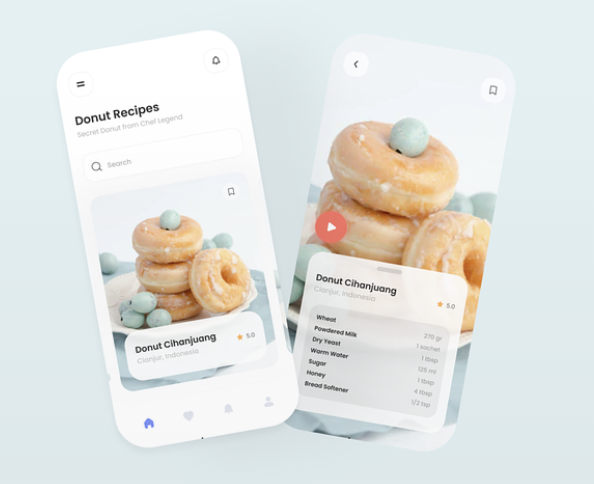 Donut Recipes
Secret Donut from Chef Legend
Search
Donut Cihanjuang
Cianjur, Indonesia
5.0
Donut Cihanjuang
Cianjur, Indonesia
5.0
Wheat 270 gr
Powdered Milk 1 sachet
Dry Yeast 1 tbsp
Warm Water 125 ml
Sugar 1 tbsp
Honey 4 tbsp
Bread Softener 1/2 tsp